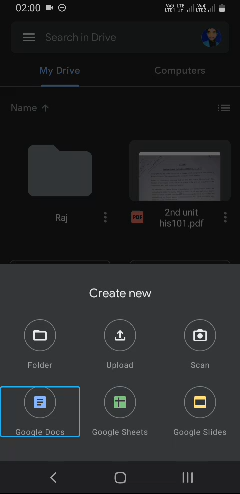 02:00
Search in Drive
My Drive
Computers
Name
Raj
PDF
2nd unit
his101.pdf
Create new
Folder
Upload
Scan
Google Docs
Google Sheets
Google Slides